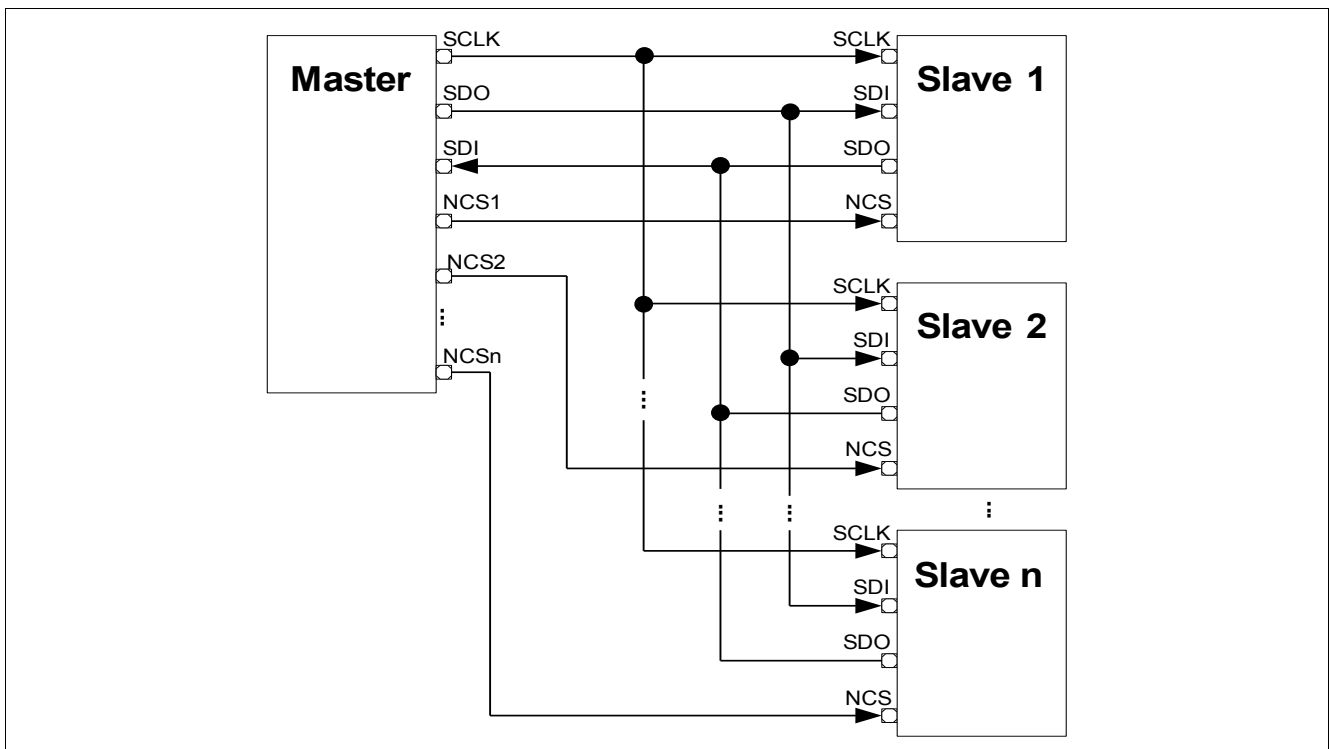 SCLK
SCLK
Master
Slave 1
SDO
SDI
SDI
SDO
NCS1
NCS
NCS2
SCLK
Slave 2
...
SDI
NCSn
SDO
...
NCS
... ...
...
SCLK
Slave n
SDI
SDO
NCS